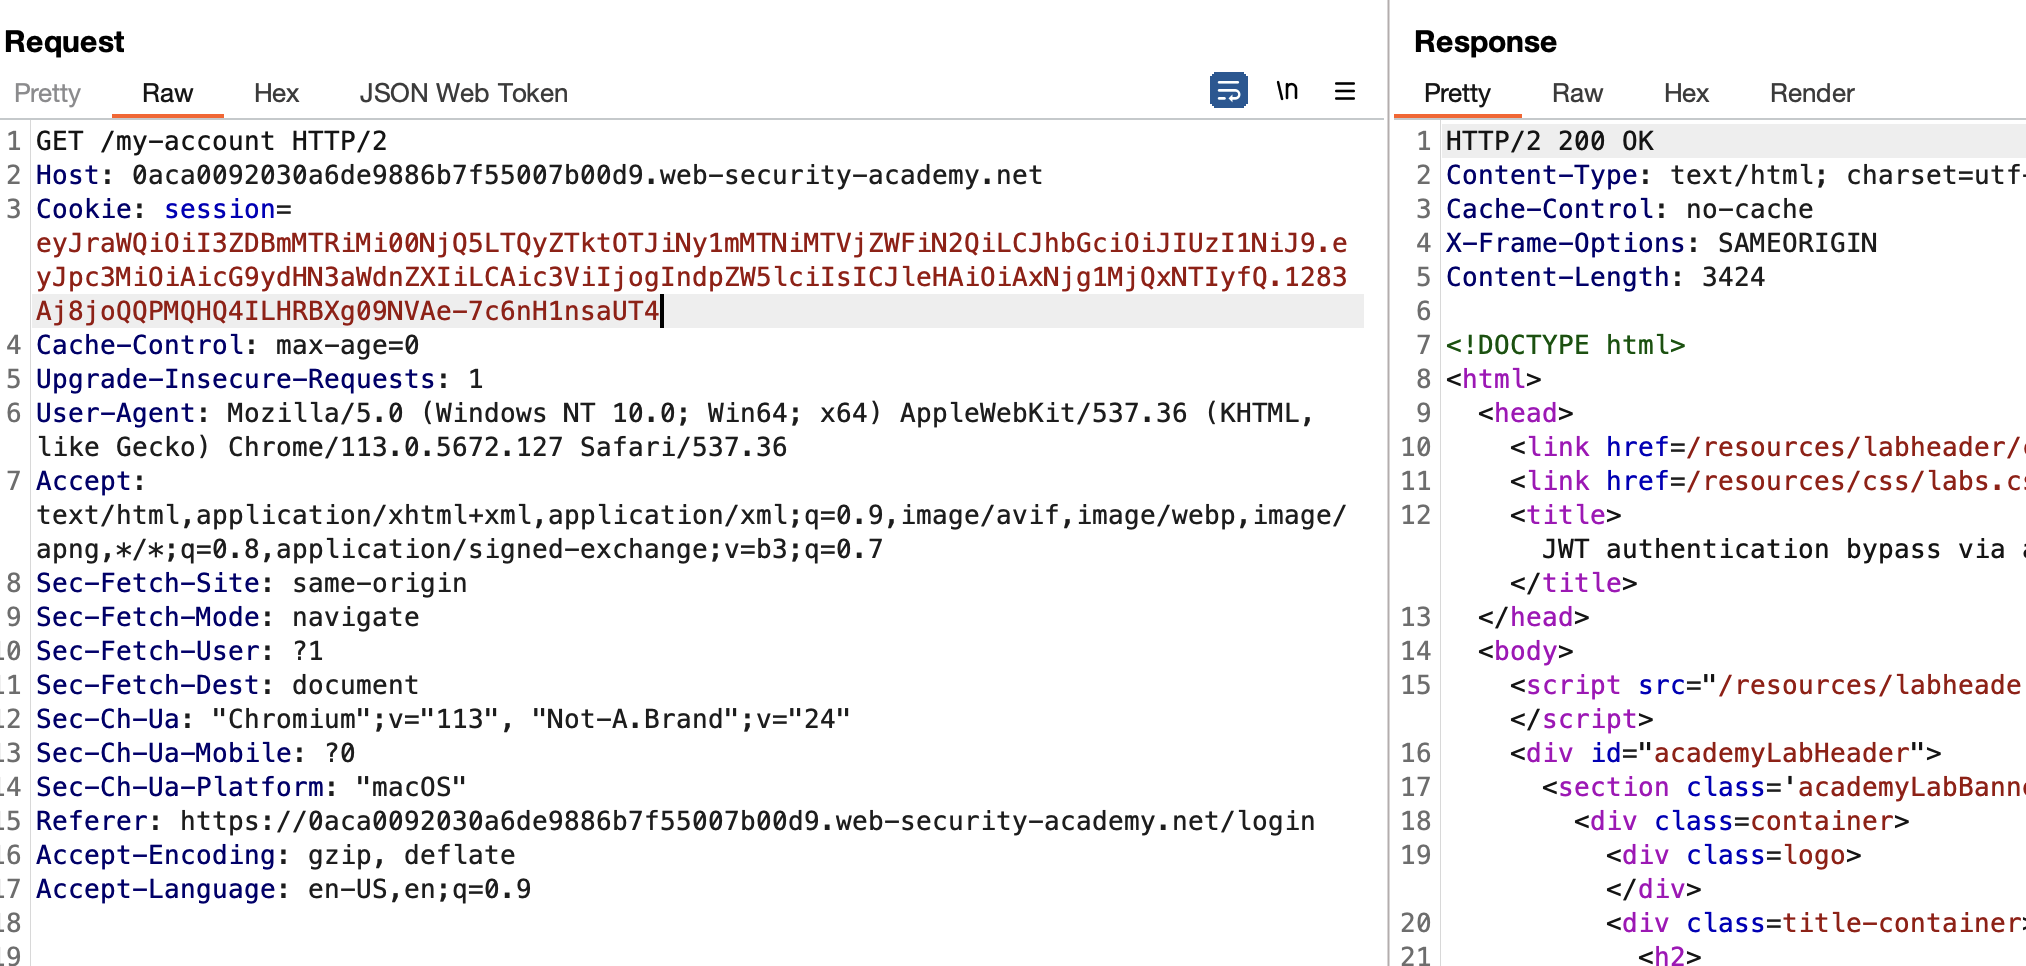 Request
Pretty Raw Hex JSON Web Token \n
1 GET /my-account HTTP/2
2 Host: 0aca0092030a6de9886b7f55007b00d9.web-security-academy.net
3 Cookie: session=
eyJraWQiOiI3ZDBmMTRiMi00NjQ5LTQyZTktOTJiNy1mMTNiMTVjZWFiN2QiLCJhbGciOiJIUzI1NiJ9.e
yJpc3MiOiAicG9ydHN3aWdnZXIiLCAic3ViIjogIndpZW5lciIsICJleHAiOiAxNjg1MjQxNTIyfQ.1283
Aj8joQQPMQHQ4ILHRBXg09NVAe-7c6nH1nsaUT4
4 Cache-Control: max-age=0
5 Upgrade-Insecure-Requests: 1
6 User-Agent: Mozilla/5.0 (Windows NT 10.0; Win64; x64) AppleWebKit/537.36 (KHTML,
like Gecko) Chrome/113.0.5672.127 Safari/537.36
7 Accept:
text/html,application/xhtml+xml,application/xml;q=0.9,image/avif,image/webp,image/
apng,*/*;q=0.8,application/signed-exchange;v=b3;q=0.7
8 Sec-Fetch-Site: same-origin
9 Sec-Fetch-Mode: navigate
10 Sec-Fetch-User: ?1
11 Sec-Fetch-Dest: document
12 Sec-Ch-Ua: "Chromium";v="113", "Not-A.Brand";v="24"
13 Sec-Ch-Ua-Mobile: ?0
14 Sec-Ch-Ua-Platform: "macOS"
15 Referer: https://0aca0092030a6de9886b7f55007b00d9.web-security-academy.net/login
16 Accept-Encoding: gzip, deflate
17 Accept-Language: en-US,en;q=0.9
18
19
Response
Pretty Raw Hex Render
1 HTTP/2 200 OK
2 Content-Type: text/html; charset=utf-
3 Cache-Control: no-cache
4 X-Frame-Options: SAMEORIGIN
5 Content-Length: 3424
6
7 <!DOCTYPE html>
8 <html>
9 <head>
10 <link href=/resources/labheader/
11 <link href=/resources/css/labs.cs
12 <title>
JWT authentication bypass via a
</title>
13 </head>
14 <body>
15 <script src="/resources/labheade
</script>
16 <div id="academyLabHeader">
17 <section class='academyLabBann
18 <div class=container>
19 <div class=logo>
</div>
20 <div class=title-container>
21 <h2>